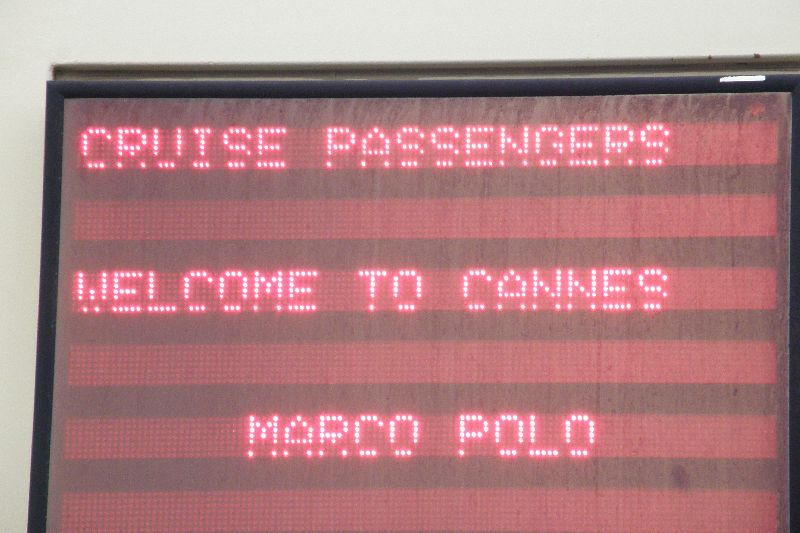 CRUISE PASSENGERS
WELCOME TO CANNES
MARCO POLO